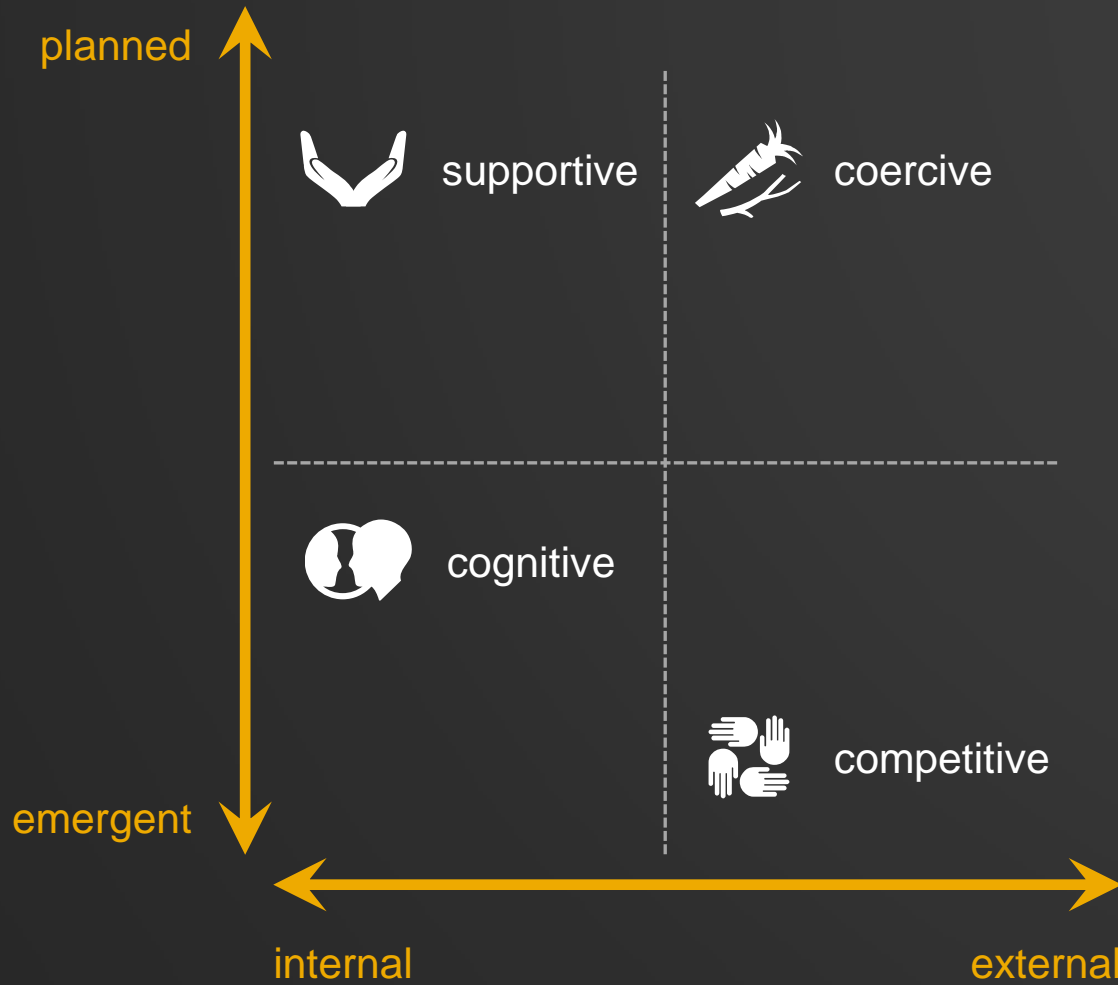 planned
supportive
coercive
cognitive
competitive
emergent
internal
external